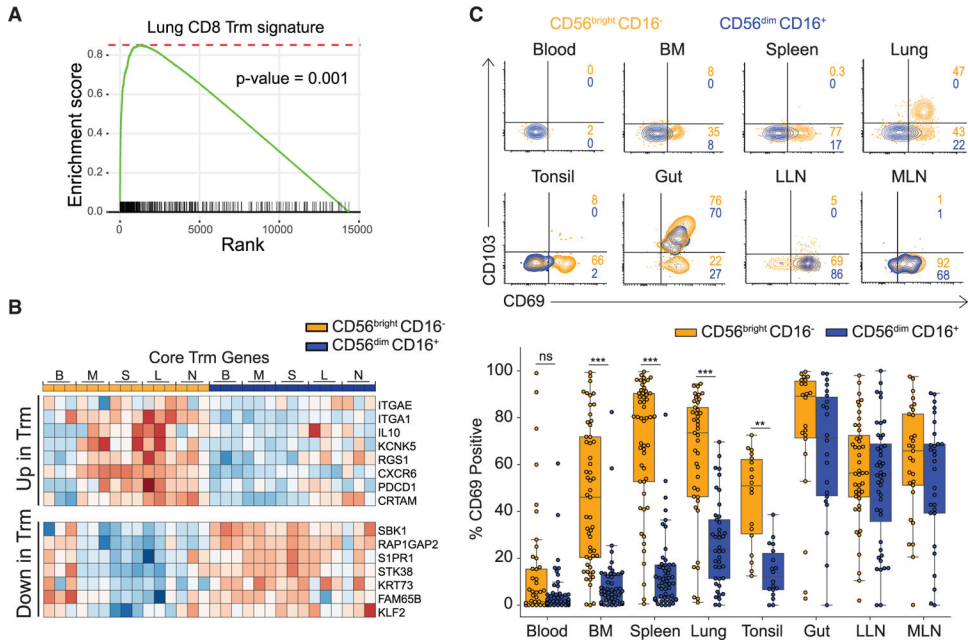 A
Lung CD8 Trm signature
p-value = 0.001
Enrichment score
0.8
0.6
0.4
0.2
0.0
0
5000
10000
15000
Rank
B
CD56bright CD16-
CD56dim CD16+
Core Trm Genes
B M S L N B M S L N
Up in Trm
ITGAE
ITGA1
IL10
KCNK5
RGS1
CXCR6
PDCD1
CRTAM
Down in Trm
SBK1
RAP1GAP2
S1PR1
STK38
KRT73
FAM65B
KLF2
C
CD56bright CD16-
CD56dim CD16+
Blood
0
0
2
0
BM
8
0
35
8
Spleen
0.3
0
77
17
Lung
47
0
43
22
Tonsil
8
0
66
2
Gut
76
70
22
27
LLN
5
0
69
86
MLN
1
1
92
68
CD103
CD69
CD56bright CD16-
CD56dim CD16+
% CD69 Positive
100
80
60
40
20
0
ns
***
***
***
**
Blood
BM
Spleen
Lung
Tonsil
Gut
LLN
MLN